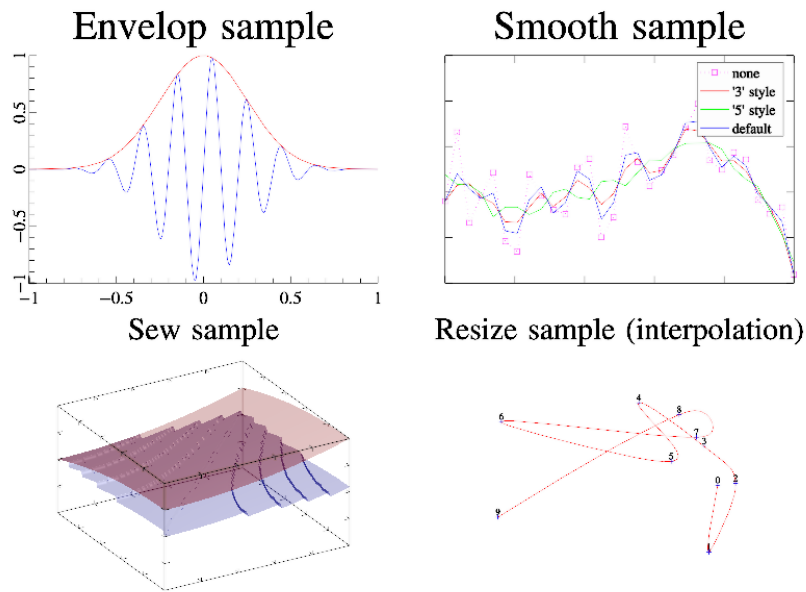 Envelop sample
1
0.5
0
−0.5
−1
−1
−0.5
0
0.5
1
Smooth sample
none
'3' style
'5' style
default
Sew sample
Resize sample (interpolation)
4
8
6
7
3
5
0
2
9
1